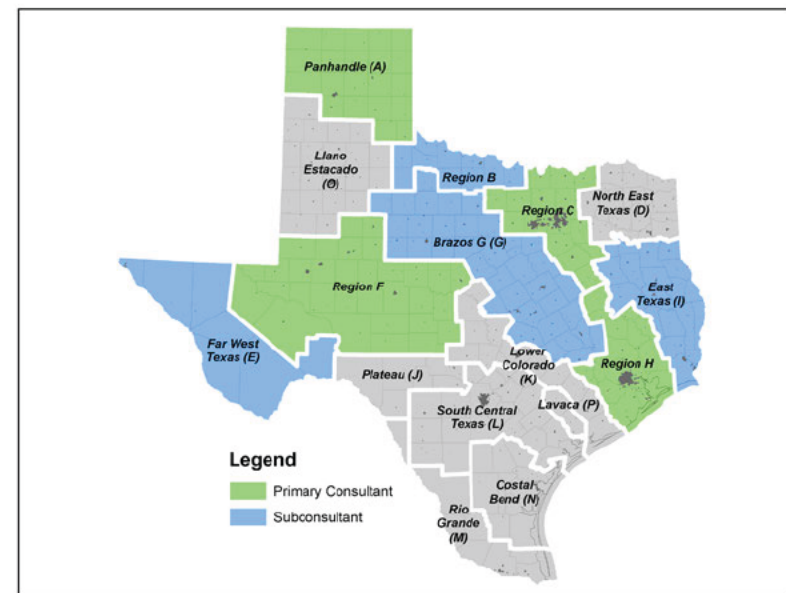 Panhandle (A)
Llano
Estacado
(O)
Region B
Region C
North East
Texas (D)
Brazos G (G)
Region F
East
Texas (I)
Far West
Texas (E)
Plateau (J)
Lower
Colorado
(K)
Region H
South Central
Texas (L)
Lavaca (P)
Costal
Bend (N)
Rio
Grande
(M)
Legend
Primary Consultant
Subconsultant